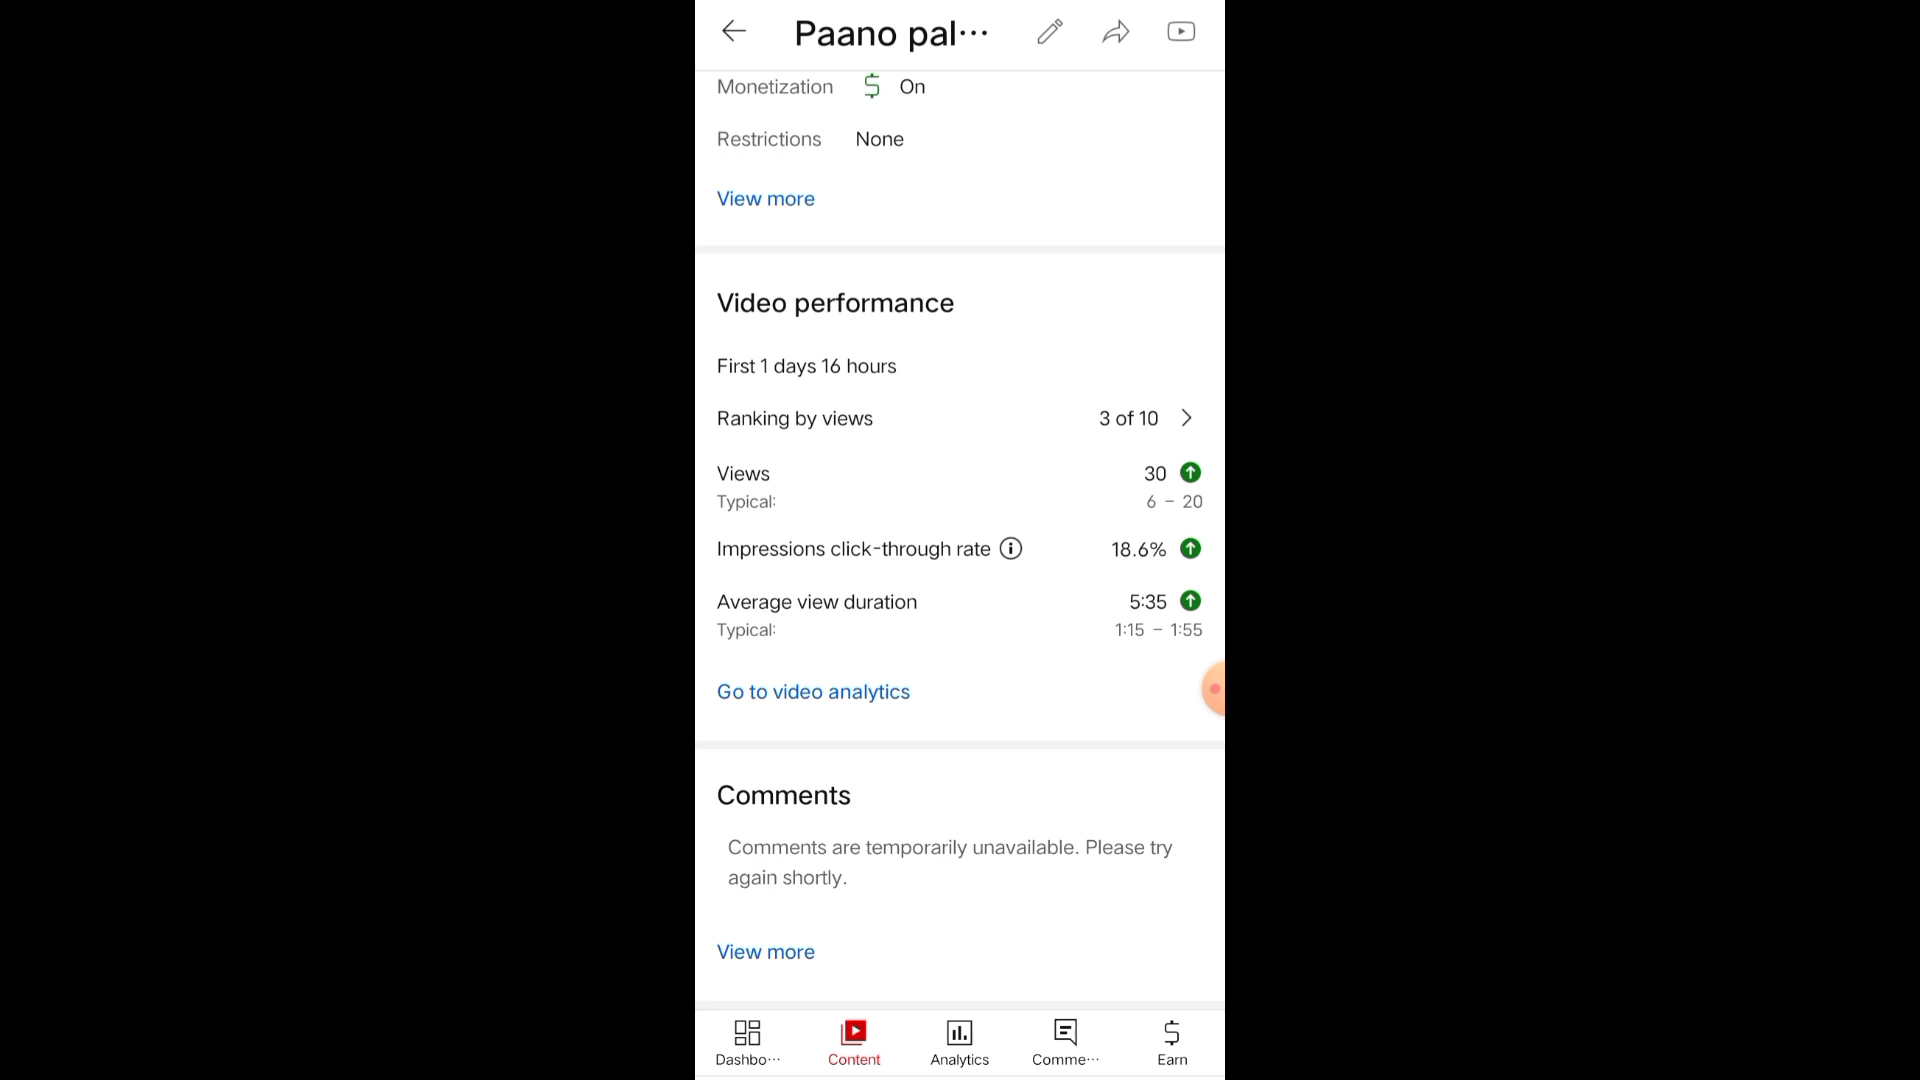 Paano pal···
Monetization $ On
Restrictions None
View more
Video performance
First 1 days 16 hours
Ranking by views 3 of 10
Views 30
Typical: 6 – 20
Impressions click-through rate 18.6%
Average view duration 5:35
Typical: 1:15 – 1:55
Go to video analytics
Comments
Comments are temporarily unavailable. Please try
again shortly.
View more
Dashbo··· Content Analytics Comme··· Earn